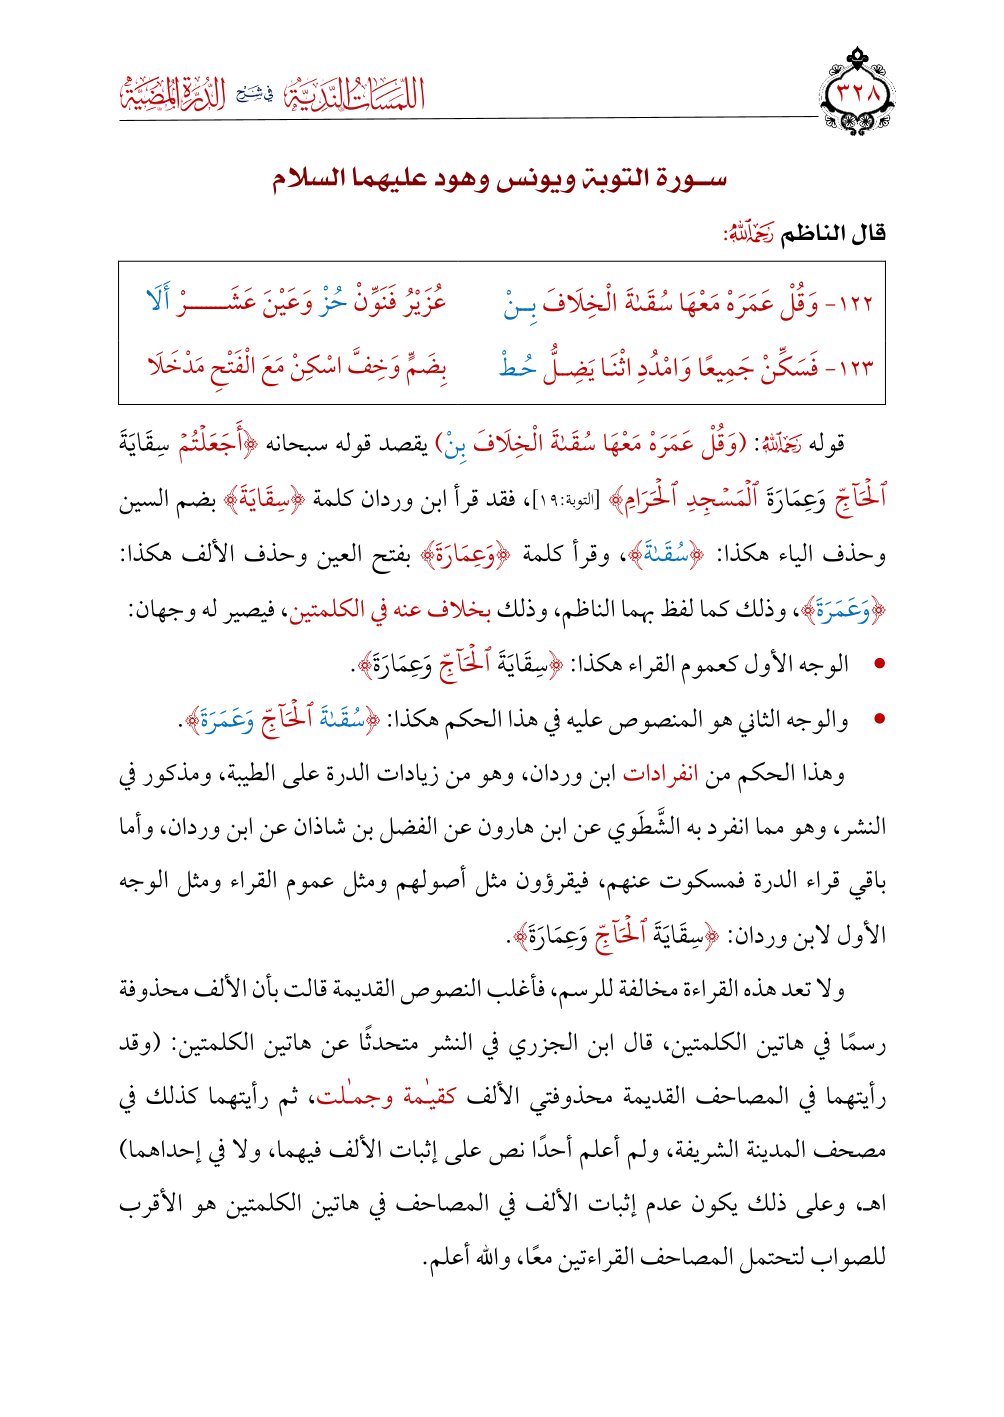 ٣٢٨
اللمسات الندية في شرح الدرة المضية
سورة التوبة ويونس وهود عليهما السلام
قال الناظم رَحِمَهُ اللَّهُ:
١٢٢- وَقُلْ عَمَرَهْ مَعْهَا سُقَىٰةَ الْخِلَافَ بِنْ عُزَيْرُ فَنَوِّنْ حُزْ وَعَيْنَ عَشَرْ أَلَا
١٢٣- فَسَكِّنْ جَمِيعًا وَامْدُدِ اثْنَا يَضِلُّ حُطْ بِضَمٍّ وَخِفَّ اسْكِنْ مَعَ الْفَتْحِ مَدْخَلَا
قوله رَحِمَهُ اللَّهُ: (وَقُلْ عَمَرَهْ مَعْهَا سُقَىٰةَ الْخِلَافَ بِنْ) يقصد قوله سبحانه ﴿أَجَعَلْتُمْ سِقَايَةَ
ٱلْحَآجِّ وَعِمَارَةَ ٱلْمَسْجِدِ ٱلْحَرَامِ﴾ [التوبة:١٩]، فقد قرأ ابن وردان كلمة ﴿سِقَايَةَ﴾ بضم السين
وحذف الياء هكذا: ﴿سُقَىٰةَ﴾، وقرأ كلمة ﴿وَعِمَارَةَ﴾ بفتح العين وحذف الألف هكذا:
﴿وَعَمَرَةَ﴾، وذلك كما لفظ بهما الناظم، وذلك بخلاف عنه في الكلمتين، فيصير له وجهان:
• الوجه الأول كعموم القراء هكذا: ﴿سِقَايَةَ ٱلْحَآجِّ وَعِمَارَةَ﴾.
• والوجه الثاني هو المنصوص عليه في هذا الحكم هكذا: ﴿سُقَىٰةَ ٱلْحَآجِّ وَعَمَرَةَ﴾.
وهذا الحكم من انفرادات ابن وردان، وهو من زيادات الدرة على الطيبة، ومذكور في
النشر، وهو مما انفرد به الشَّطَوي عن ابن هارون عن الفضل بن شاذان عن ابن وردان، وأما
باقي قراء الدرة فمسكوت عنهم، فيقرؤون مثل أصولهم ومثل عموم القراء ومثل الوجه
الأول لابن وردان: ﴿سِقَايَةَ ٱلْحَآجِّ وَعِمَارَةَ﴾.
ولا تعد هذه القراءة مخالفة للرسم، فأغلب النصوص القديمة قالت بأن الألف محذوفة
رسمًا في هاتين الكلمتين، قال ابن الجزري في النشر متحدثًا عن هاتين الكلمتين: (وقد
رأيتهما في المصاحف القديمة محذوفتي الألف كقيٰمة وجمـٰلت، ثم رأيتهما كذلك في
مصحف المدينة الشريفة، ولم أعلم أحدًا نص على إثبات الألف فيهما، ولا في إحداهما)
اهـ، وعلى ذلك يكون عدم إثبات الألف في المصاحف في هاتين الكلمتين هو الأقرب
للصواب لتحتمل المصاحف القراءتين معًا، والله أعلم.